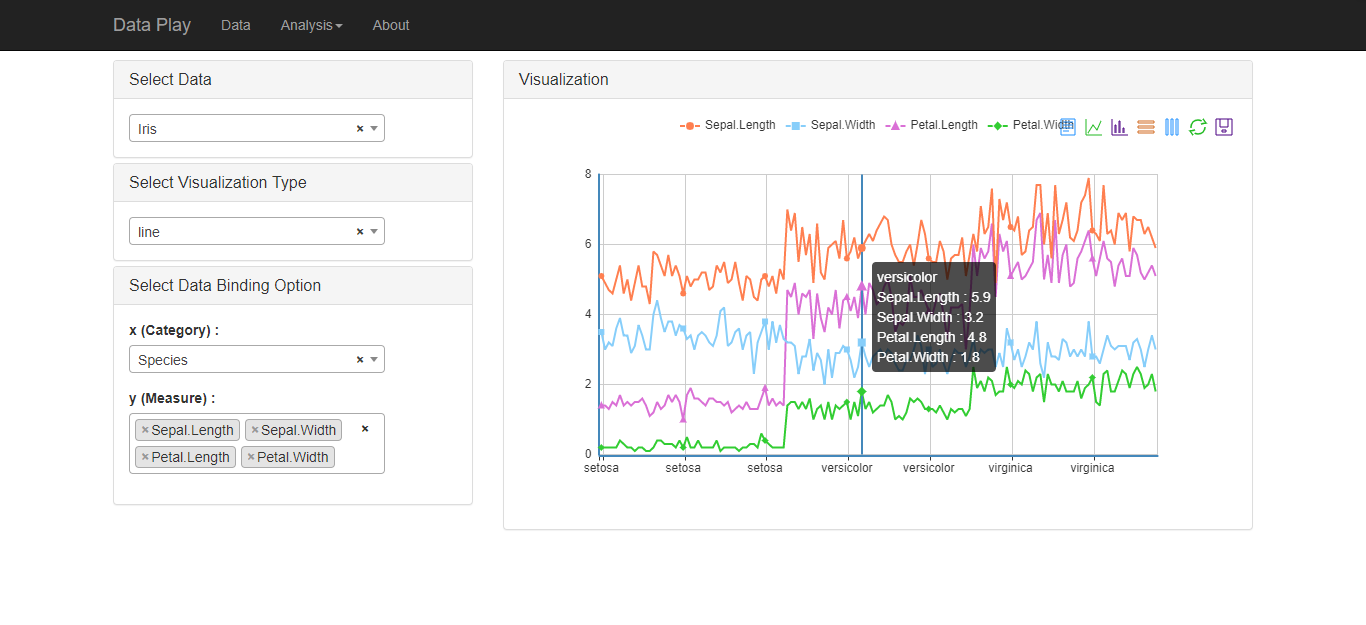 Data Play Data Analysis About
Select Data
Iris
Select Visualization Type
line
Select Data Binding Option
x (Category) :
Species
y (Measure) :
Sepal.Length Sepal.Width
Petal.Length Petal.Width
Visualization
Sepal.Length Sepal.Width Petal.Length Petal.Width
8
6
4
2
0
versicolor
Sepal.Length : 5.9
Sepal.Width : 3.2
Petal.Length : 4.8
Petal.Width : 1.8
setosa setosa setosa versicolor versicolor virginica virginica